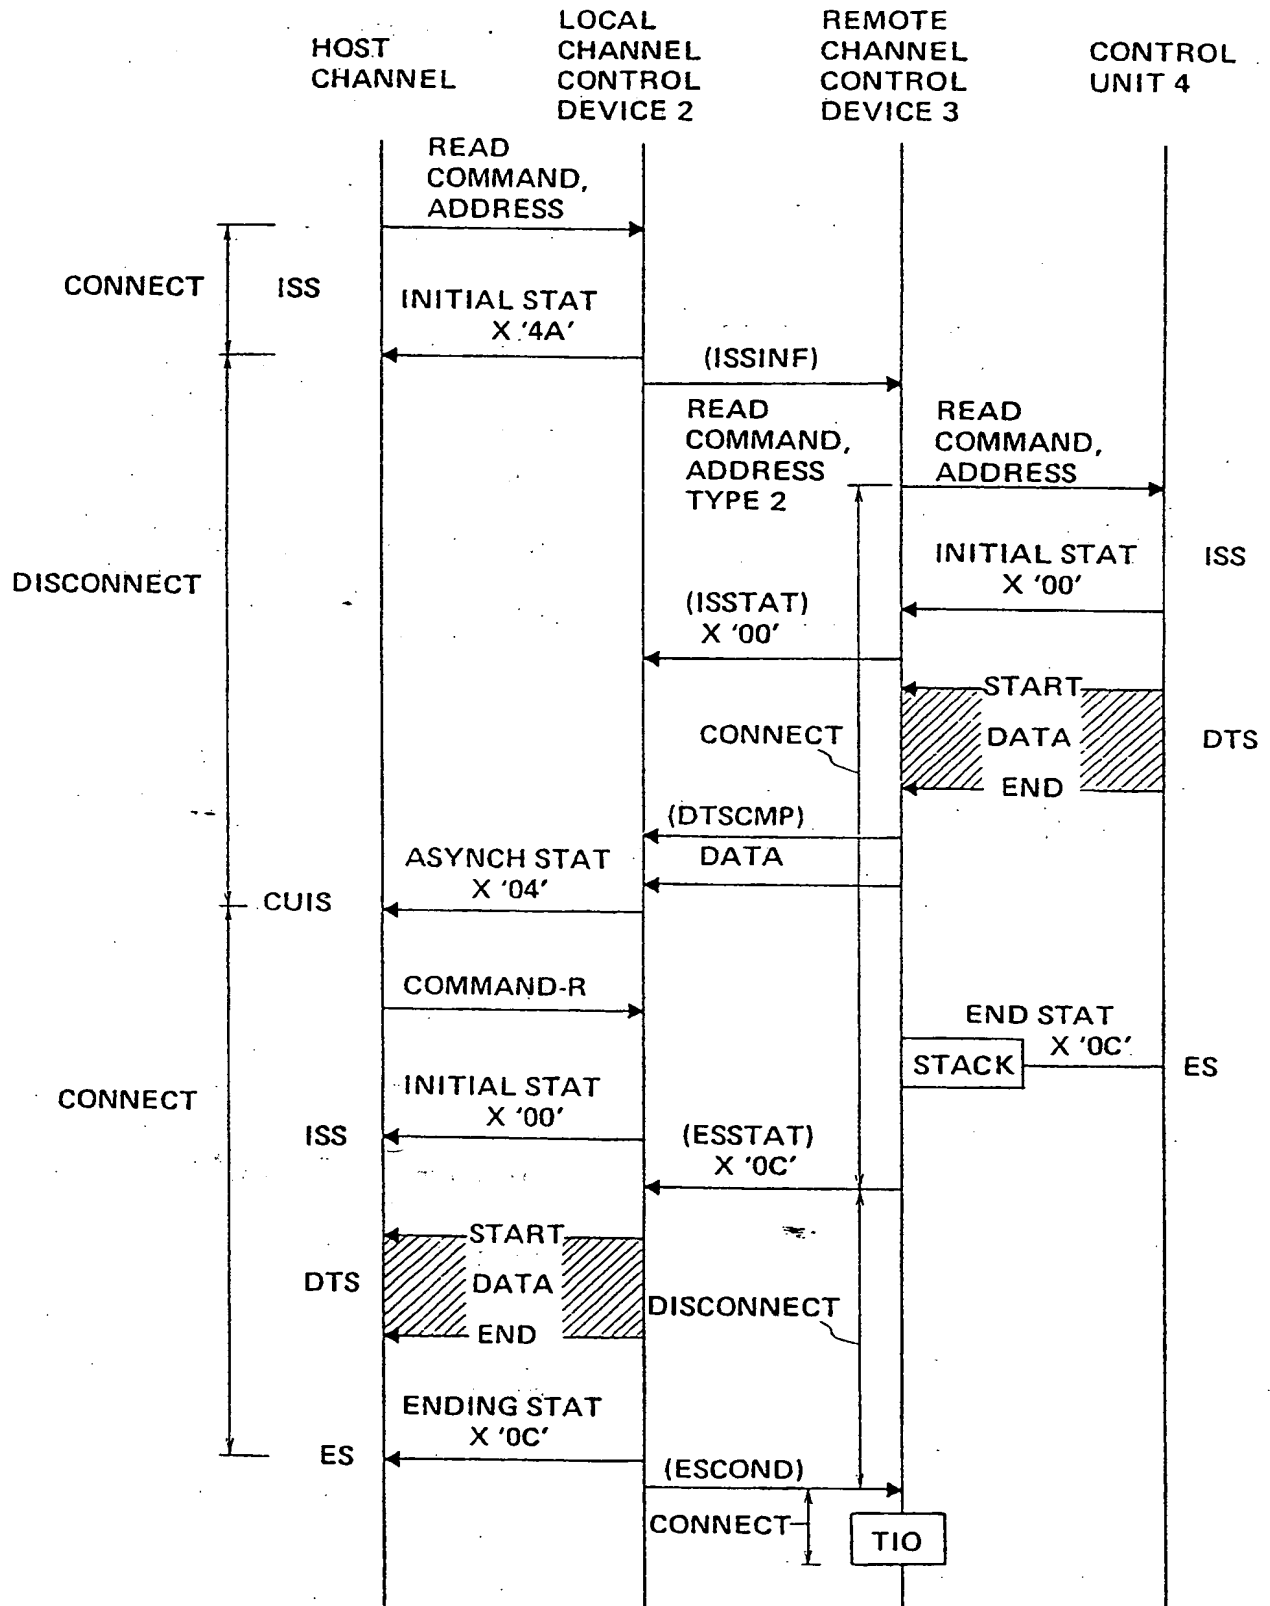 HOST
CHANNEL
LOCAL
CHANNEL
CONTROL
DEVICE 2
REMOTE
CHANNEL
CONTROL
DEVICE 3
CONTROL
UNIT 4
READ
COMMAND,
ADDRESS
CONNECT
ISS
INITIAL STAT
X '4A'
(ISSINF)
READ
COMMAND,
ADDRESS
TYPE 2
READ
COMMAND,
ADDRESS
DISCONNECT
INITIAL STAT
X '00'
ISS
(ISSTAT)
X '00'
START
DATA
END
DTS
CONNECT
(DTSCMP)
DATA
ASYNCH STAT
X '04'
CUIS
COMMAND-R
END STAT
X '0C'
STACK
ES
CONNECT
INITIAL STAT
X '00'
ISS
(ESSTAT)
X '0C'
START
DATA
END
DTS
DISCONNECT
ENDING STAT
X '0C'
ES
(ESCOND)
CONNECT
TIO